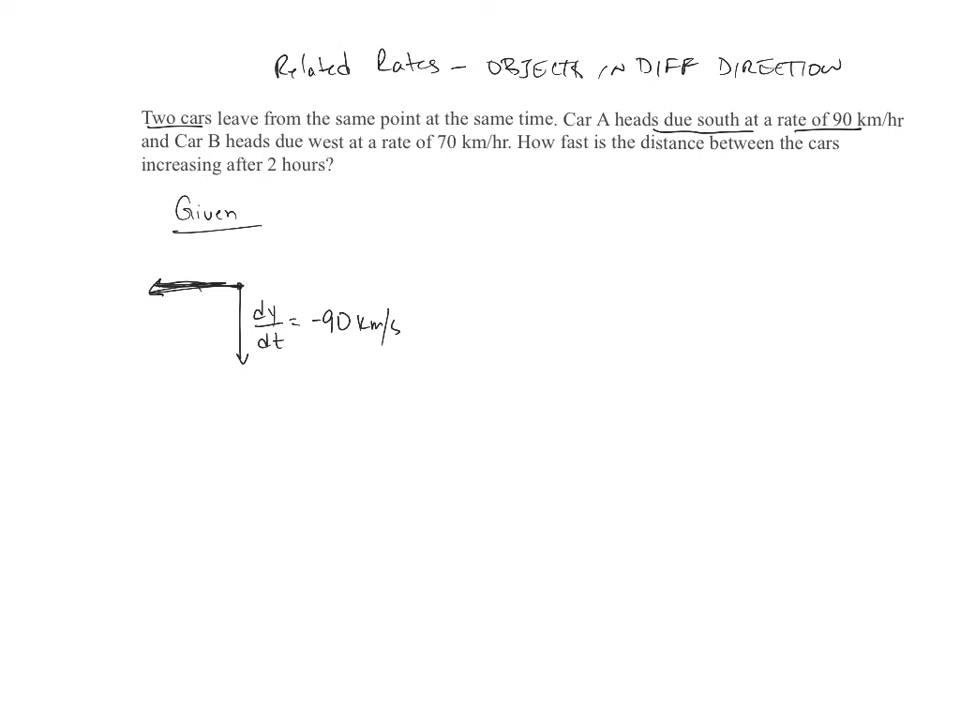 Related Rates - OBJECTS IN DIFF DIRECTION
Two cars leave from the same point at the same time. Car A heads due south at a rate of 90 km/hr
and Car B heads due west at a rate of 70 km/hr. How fast is the distance between the cars
increasing after 2 hours?
Given
dy/dt = -90 km/s